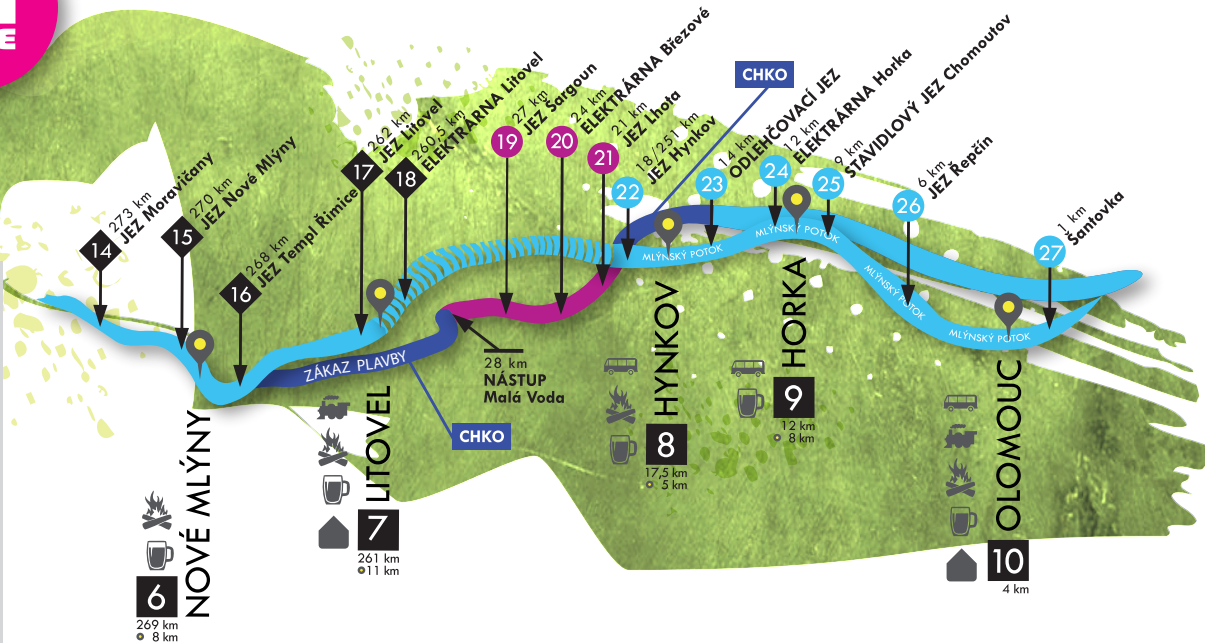 E
14
273 km
JEZ Moravičany
15
270 km
JEZ Nové Mlýny
16
268 km
JEZ Templ Řimice
17
262 km
JEZ Litovel
18
260,5 km
ELEKTRÁRNA Litovel
19
27 km
JEZ Šargoun
20
24 km
ELEKTRÁRNA Březové
21
21 km
JEZ Lhota
22
18/251 km
JEZ Hynkov
CHKO
23
14 km
ODLEHČOVACÍ JEZ
24
12 km
ELEKTRÁRNA Horka
25
9 km
STAVIDLOVÝ JEZ Chomoutov
26
6 km
JEZ Řepčín
27
1 km
Šantovka
MLÝNSKÝ POTOK
MLÝNSKÝ POTOK
MLÝNSKÝ POTOK
MLÝNSKÝ POTOK
ZÁKAZ PLAVBY
28 km
NÁSTUP
Malá Voda
CHKO
NOVÉ MLÝNY
6
269 km
8 km
LITOVEL
7
261 km
11 km
HYNKOV
8
17,5 km
5 km
HORKA
9
12 km
8 km
OLOMOUC
10
4 km